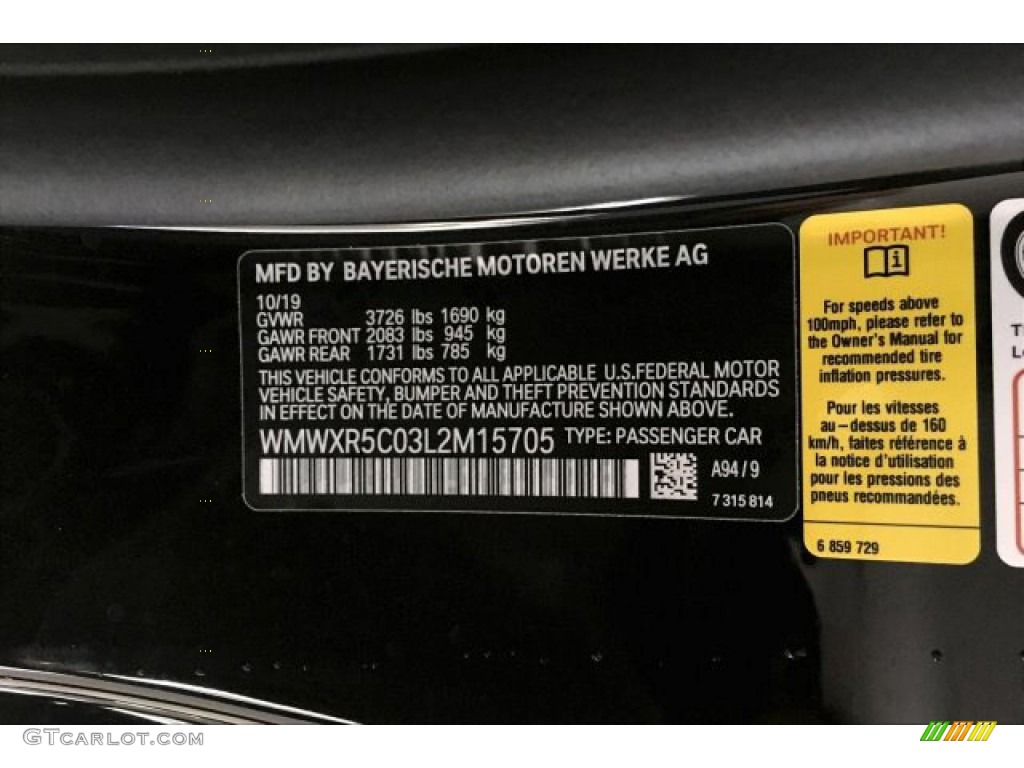 MFD BY BAYERISCHE MOTOREN WERKE AG
10/19
GVWR 3726 lbs 1690 kg
GAWR FRONT 2083 lbs 945 kg
GAWR REAR 1731 lbs 785 kg
THIS VEHICLE CONFORMS TO ALL APPLICABLE U.S.FEDERAL MOTOR
VEHICLE SAFETY, BUMPER AND THEFT PREVENTION STANDARDS
IN EFFECT ON THE DATE OF MANUFACTURE SHOWN ABOVE.
WMWXR5C03L2M15705 TYPE: PASSENGER CAR
A94/9
7 315 814
IMPORTANT!
For speeds above
100mph, please refer to
the Owner's Manual for
recommended tire
inflation pressures.
Pour les vitesses
au-dessus de 160
km/h, faites référence à
la notice d'utilisation
pour les pressions des
pneus recommandées.
6 859 729
GTCARLOT.COM